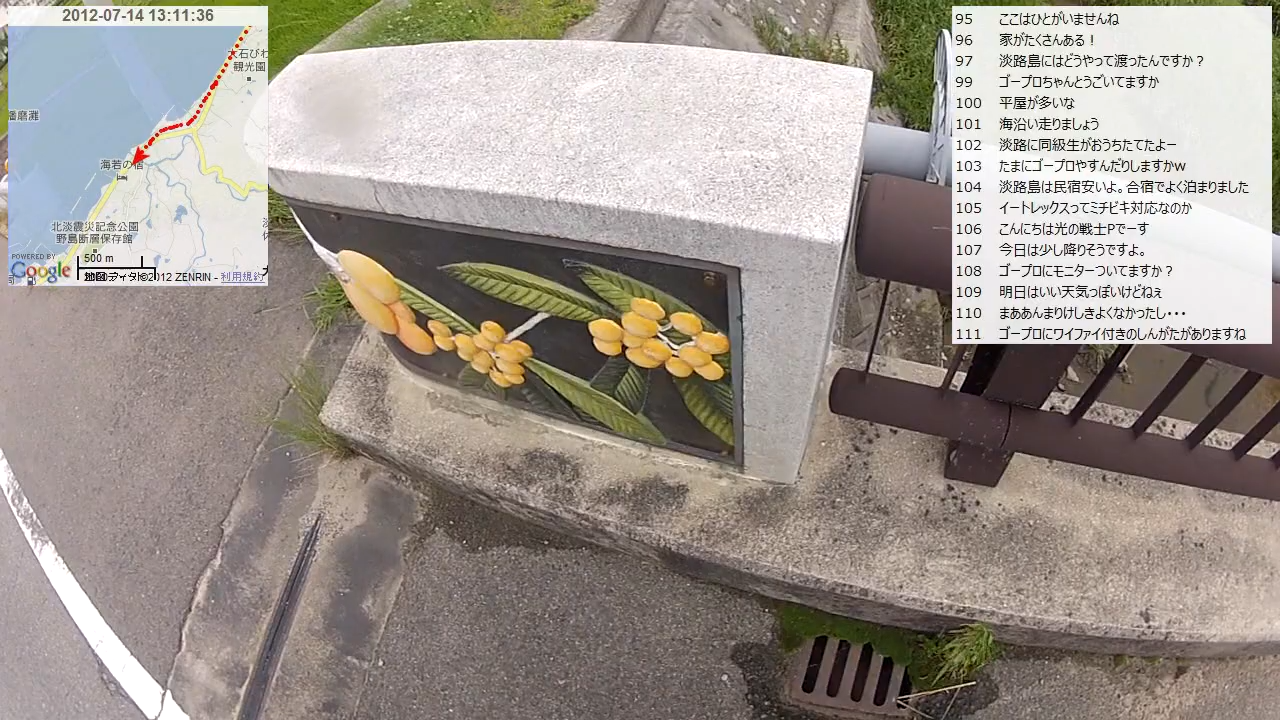 2012-07-14 13:11:36
大石びわ
観光園
播磨灘
海若の宿
北淡震災記念公園
野島断層保存館
POWERED BY
Google
500 m
地図データ ©2012 ZENRIN - 利用規約
95 ここはひとがいませんね
96 家がたくさんある！
97 淡路島にはどうやって渡ったんですか？
99 ゴープロちゃんとうごいてますか
100 平屋が多いな
101 海沿い走りましょう
102 淡路に同級生がおうちたてたよー
103 たまにゴープロやすんだりしますかw
104 淡路島は民宿安いよ。合宿でよく泊まりました
105 イートレックスってミチビキ対応なのか
106 こんにちは光の戦士Pでーす
107 今日は少し降りそうですよ。
108 ゴープロにモニターついてますか？
109 明日はいい天気っぽいけどねぇ
110 まああんまりけしきよくなかったし・・・
111 ゴープロにワイファイ付きのしんがたがありますね